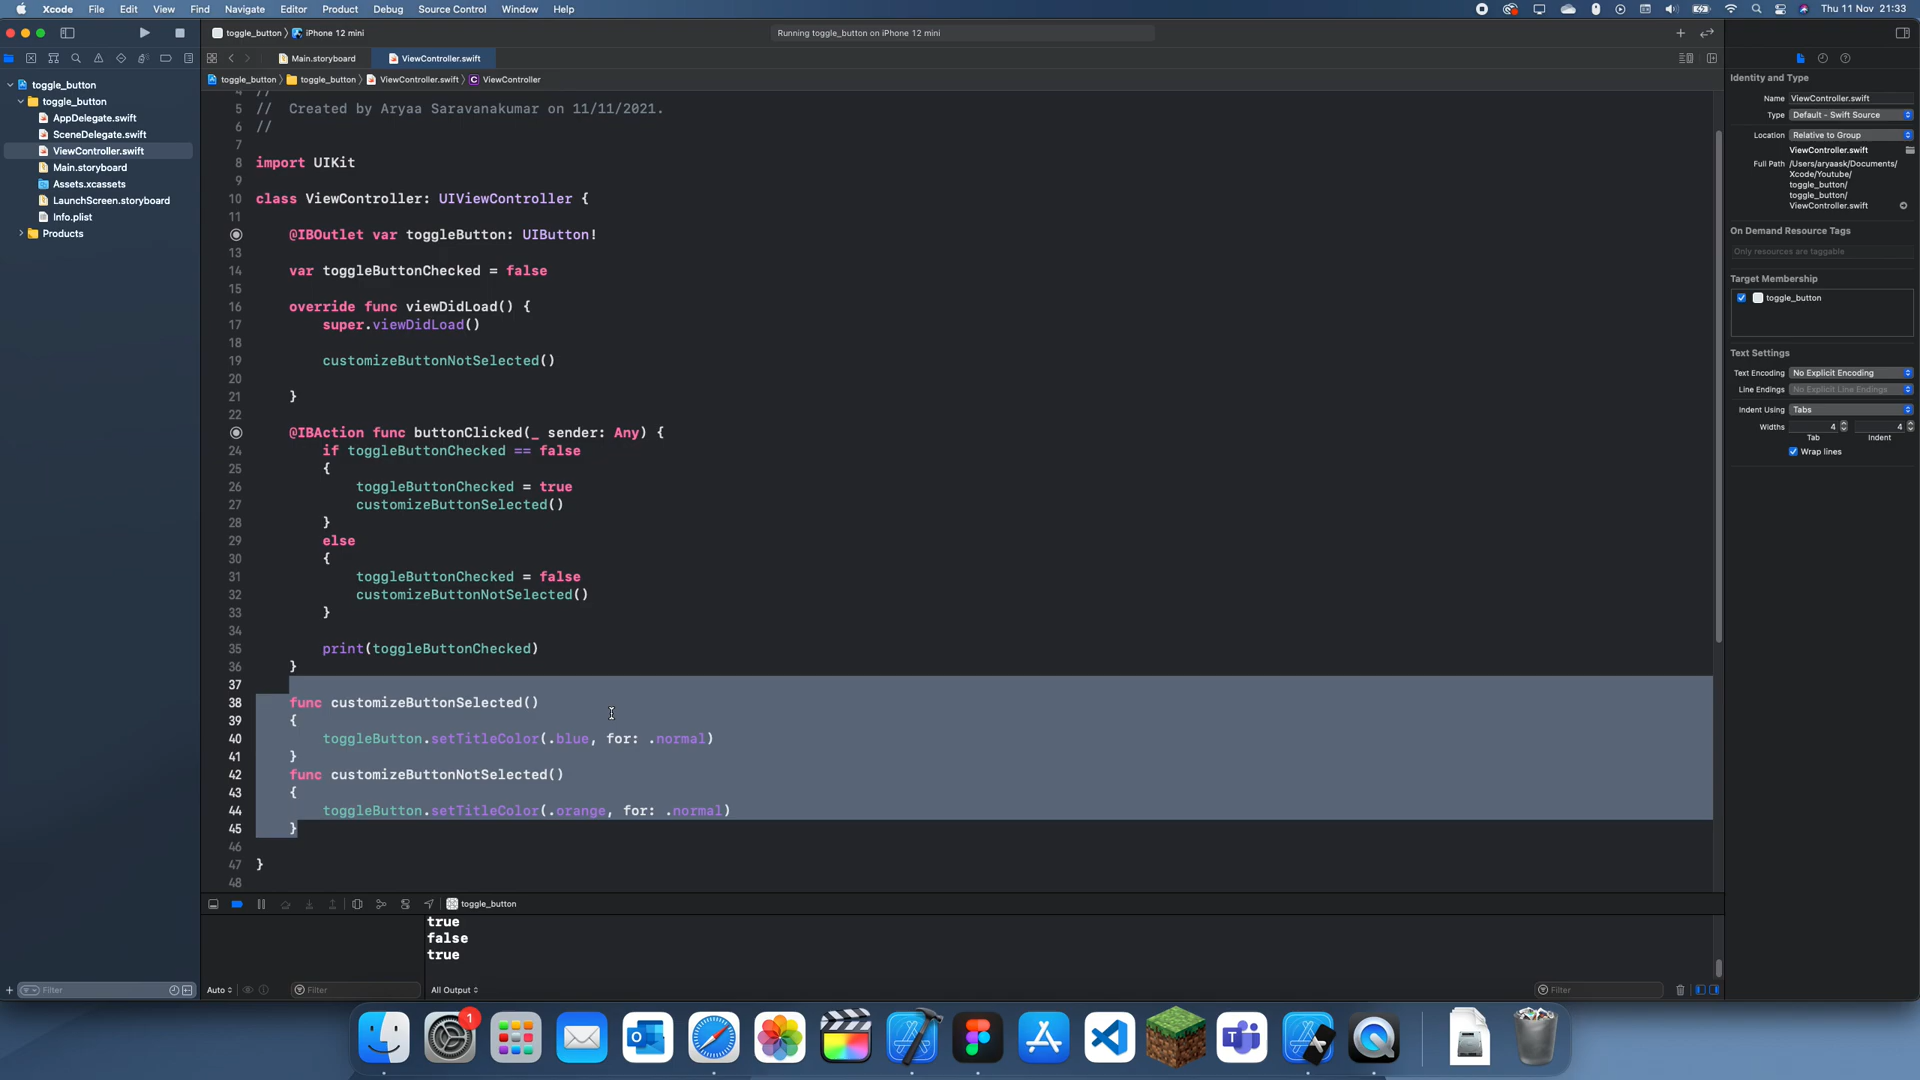 Xcode File Edit View Find Navigate Editor Product Debug Source Control Window Help
Thu 11 Nov 21:33
toggle_button 〉 iPhone 12 mini
Running toggle_button on iPhone 12 mini
Main.storyboard
ViewController.swift
toggle_button 〉 toggle_button 〉 ViewController.swift 〉 C ViewController
toggle_button
toggle_button
AppDelegate.swift
SceneDelegate.swift
ViewController.swift
Main.storyboard
Assets.xcassets
LaunchScreen.storyboard
Info.plist
Products
4 //
5 // Created by Aryaa Saravanakumar on 11/11/2021.
6 //
7
8 import UIKit
9
10 class ViewController: UIViewController {
11
@IBOutlet var toggleButton: UIButton!
13
14 var toggleButtonChecked = false
15
16 override func viewDidLoad() {
17 super.viewDidLoad()
18
19 customizeButtonNotSelected()
20
21 }
22
@IBAction func buttonClicked(_ sender: Any) {
24 if toggleButtonChecked == false
25 {
26 toggleButtonChecked = true
27 customizeButtonSelected()
28 }
29 else
30 {
31 toggleButtonChecked = false
32 customizeButtonNotSelected()
33 }
34
35 print(toggleButtonChecked)
36 }
37
38 func customizeButtonSelected()
39 {
40 toggleButton.setTitleColor(.blue, for: .normal)
41 }
42 func customizeButtonNotSelected()
43 {
44 toggleButton.setTitleColor(.orange, for: .normal)
45 }
46
47 }
48
toggle_button
true
false
true
Filter
Auto
Filter
All Output
Filter
Identity and Type
Name ViewController.swift
Type Default - Swift Source
Location Relative to Group
ViewController.swift
Full Path /Users/aryaask/Documents/
Xcode/Youtube/
toggle_button/
toggle_button/
ViewController.swift
On Demand Resource Tags
Only resources are taggable
Target Membership
toggle_button
Text Settings
Text Encoding No Explicit Encoding
Line Endings No Explicit Line Endings
Indent Using Tabs
Widths 4 4
Tab Indent
Wrap lines
1